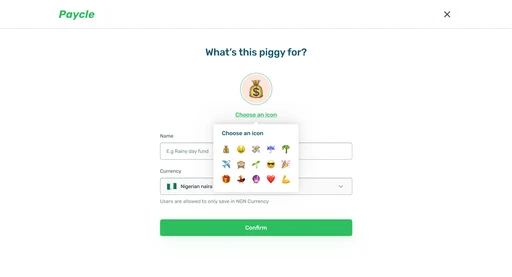 Paycle
What's this piggy for?
Choose an icon
Choose an icon
Name
E.g Rainy day fund
Currency
Nigerian naira
Users are allowed to only save in NGN Currency
Confirm